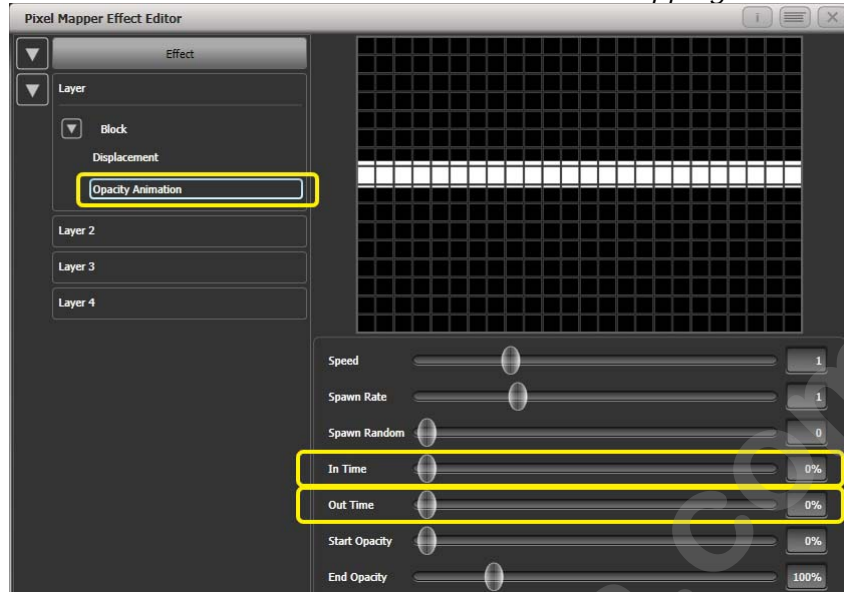 Pixel Mapper Effect Editor
Effect
Layer
Block
Displacement
Opacity Animation
Layer 2
Layer 3
Layer 4
Speed 1
Spawn Rate 1
Spawn Random 0
In Time 0%
Out Time 0%
Start Opacity 0%
End Opacity 100%